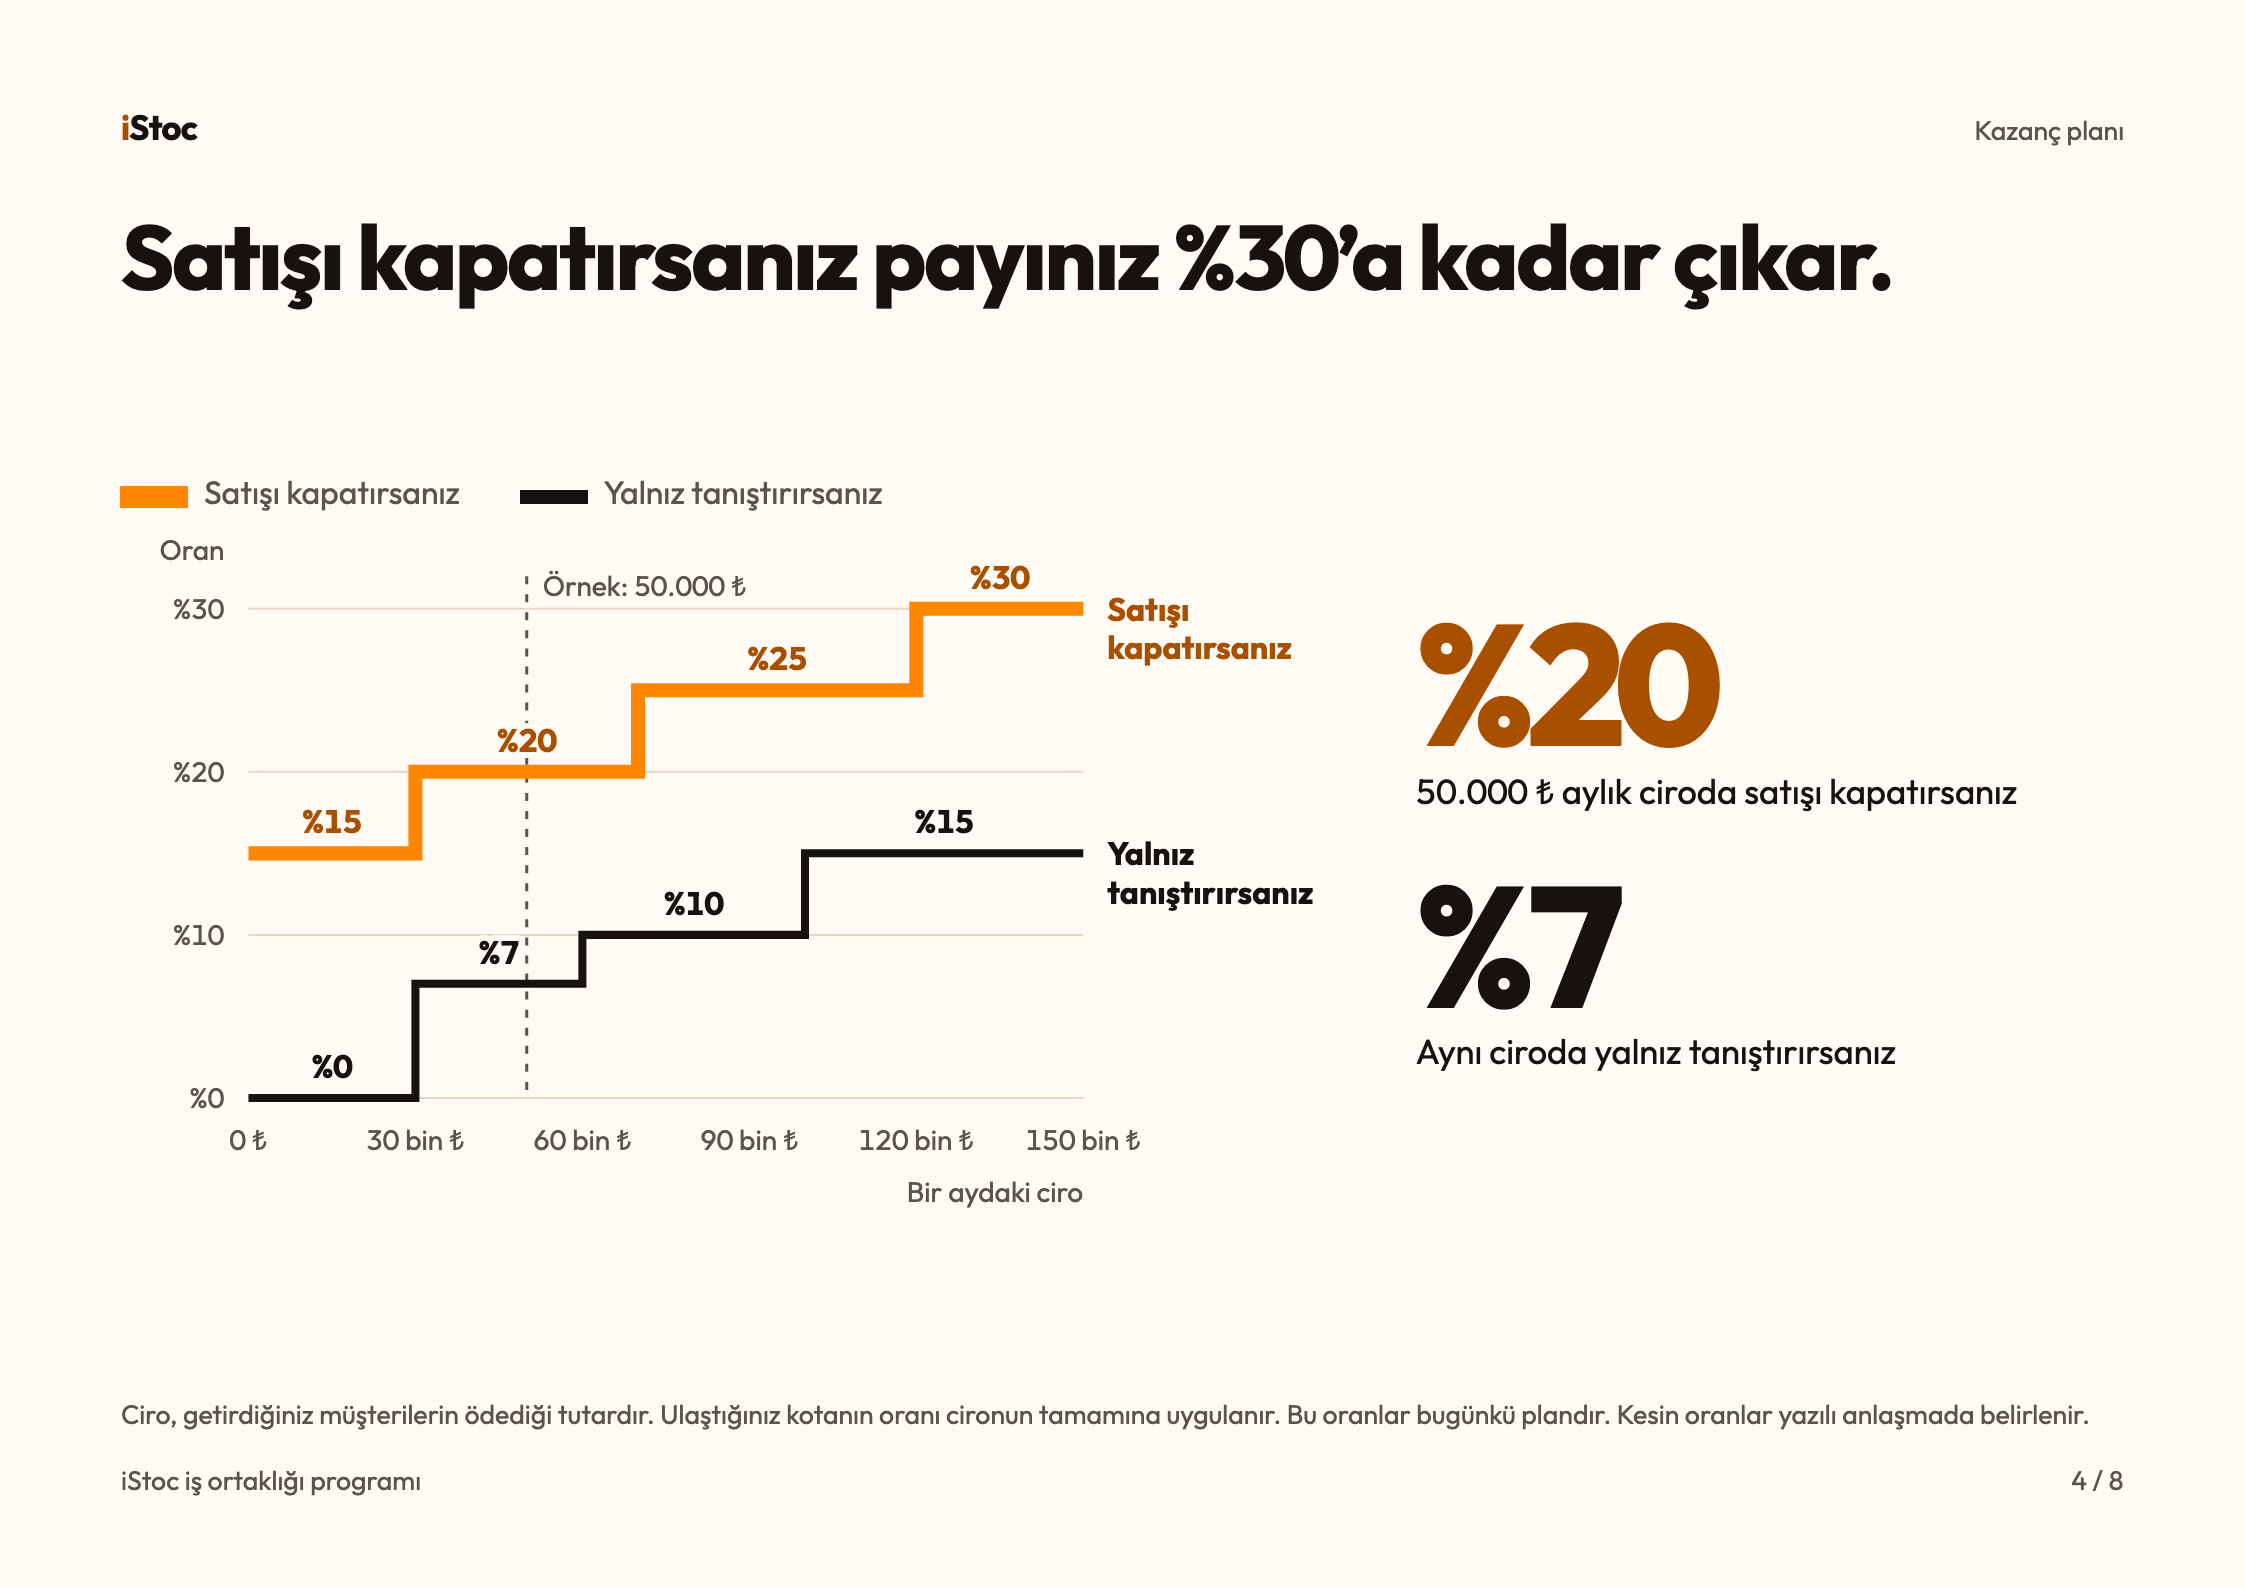 iStoc
Kazanç planı
Satışı kapatırsanız payınız %30’a kadar çıkar.
Satışı kapatırsanız
Yalnız tanıştırırsanız
Oran
Örnek: 50.000 ₺
%30
%20
%10
%0
%15
%20
%25
%30
Satışı
kapatırsanız
%0
%7
%10
%15
Yalnız
tanıştırırsanız
0 ₺
30 bin ₺
60 bin ₺
90 bin ₺
120 bin ₺
150 bin ₺
Bir aydaki ciro
%20
50.000 ₺ aylık ciroda satışı kapatırsanız
%7
Aynı ciroda yalnız tanıştırırsanız
Ciro, getirdiğiniz müşterilerin ödediği tutardır. Ulaştığınız kotanın oranı cironun tamamına uygulanır. Bu oranlar bugünkü plandır. Kesin oranlar yazılı anlaşmada belirlenir.
iStoc iş ortaklığı programı
4 / 8